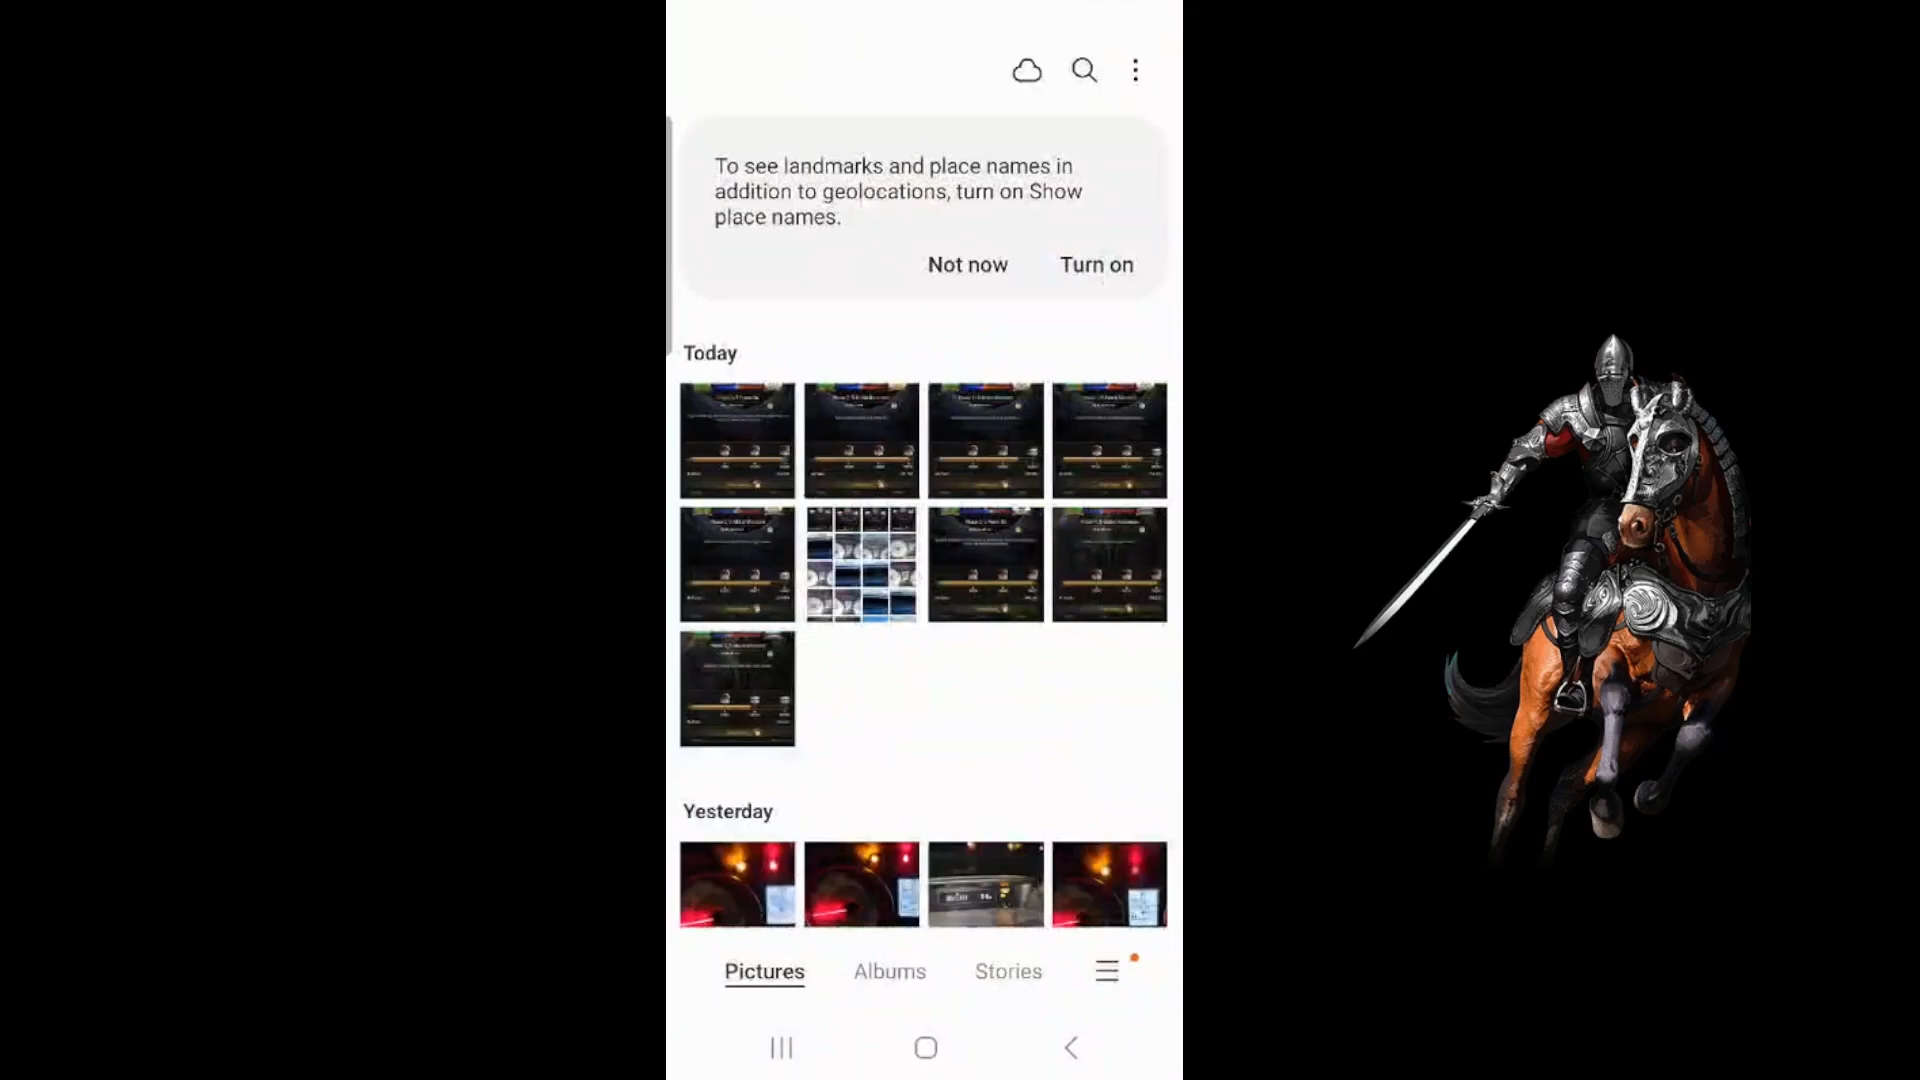 To see landmarks and place names in
addition to geolocations, turn on Show
place names.
Not now Turn on
Today
Yesterday
Pictures Albums Stories